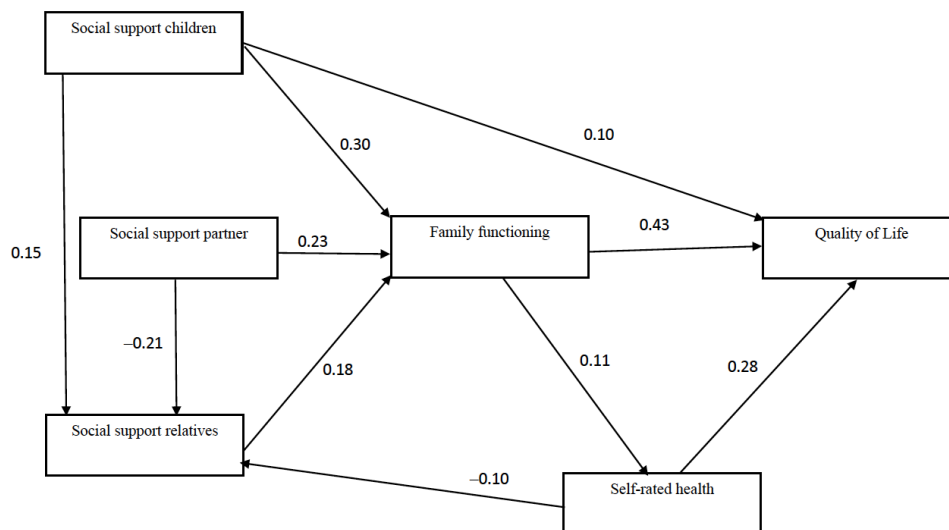 Social support children
0.10
0.30
Social support partner
0.23
Family functioning
0.43
Quality of Life
0.15
–0.21
0.18
0.11
0.28
Social support relatives
–0.10
Self-rated health